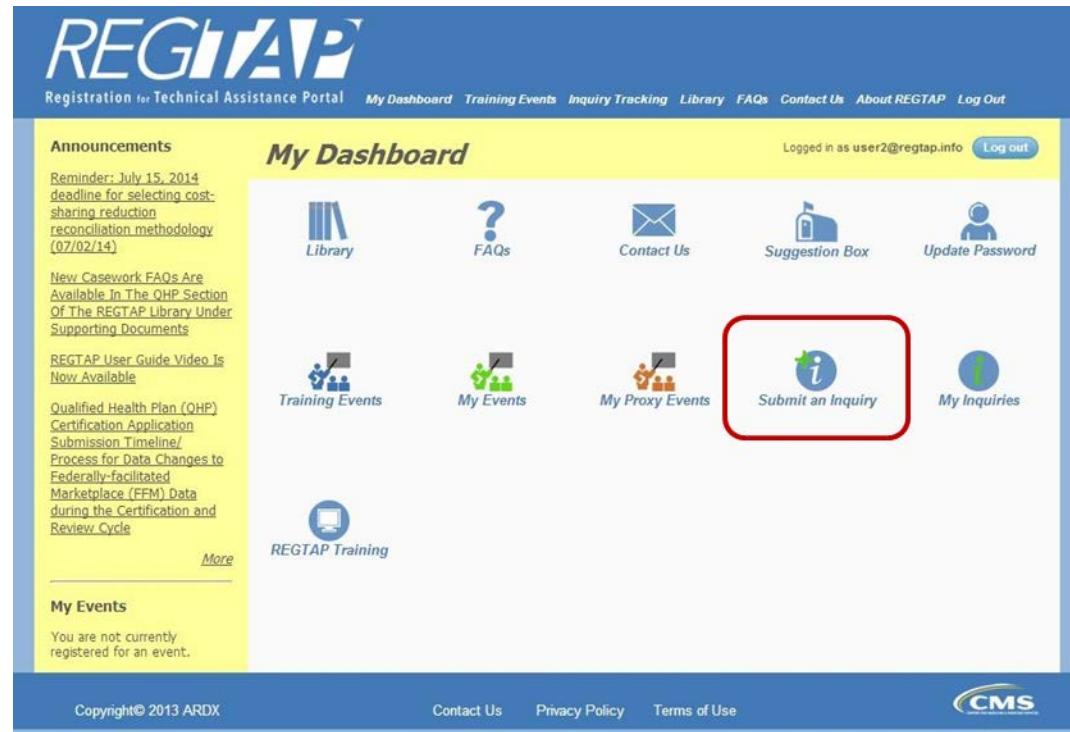 REGTAP
Registration for Technical Assistance Portal
My Dashboard Training Events Inquiry Tracking Library FAQs Contact Us About REGTAP Log Out
Announcements
Reminder: July 15, 2014
deadline for selecting cost-
sharing reduction
reconciliation methodology
(07/02/14)
New Casework FAQs Are
Available In The QHP Section
Of The REGTAP Library Under
Supporting Documents
REGTAP User Guide Video Is
Now Available
Qualified Health Plan (QHP)
Certification Application
Submission Timeline/
Process for Data Changes to
Federally-facilitated
Marketplace (FFM) Data
during the Certification and
Review Cycle
More
My Events
You are not currently
registered for an event.
My Dashboard
Logged in as user2@regtap.info Log out
Library FAQs Contact Us Suggestion Box Update Password
Training Events My Events My Proxy Events Submit an Inquiry My Inquiries
REGTAP Training
Copyright© 2013 ARDX Contact Us Privacy Policy Terms of Use CMS